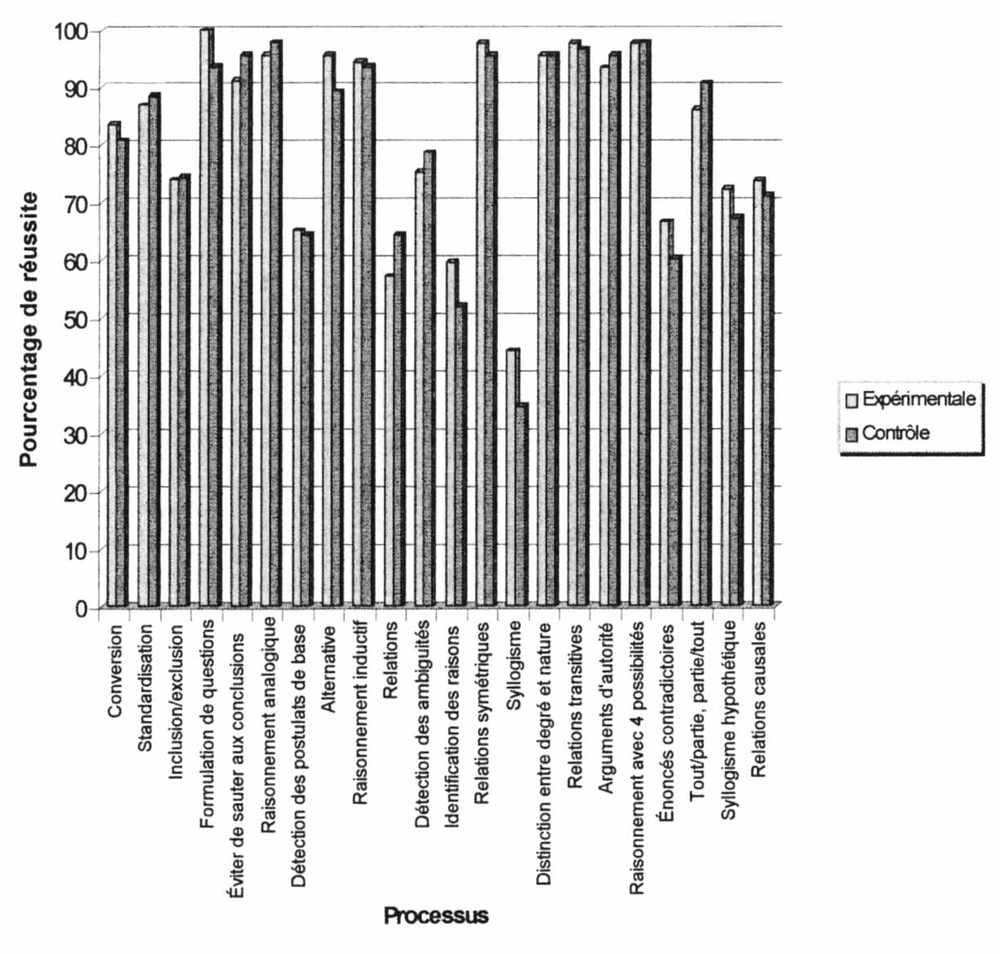 100
90
80
70
60
50
40
30
20
10
0
Pourcentage de réussite
Conversion
Standardisation
Inclusion/exclusion
Formulation de questions
Éviter de sauter aux conclusions
Raisonnement analogique
Détection des postulats de base
Alternative
Raisonnement inductif
Relations
Détection des ambiguités
Identification des raisons
Relations symétriques
Syllogisme
Distinction entre degré et nature
Relations transitives
Arguments d'autorité
Raisonnement avec 4 possibilités
Énoncés contradictoires
Tout/partie, partie/tout
Syllogisme hypothétique
Relations causales
Processus
Expérimentale
Contrôle